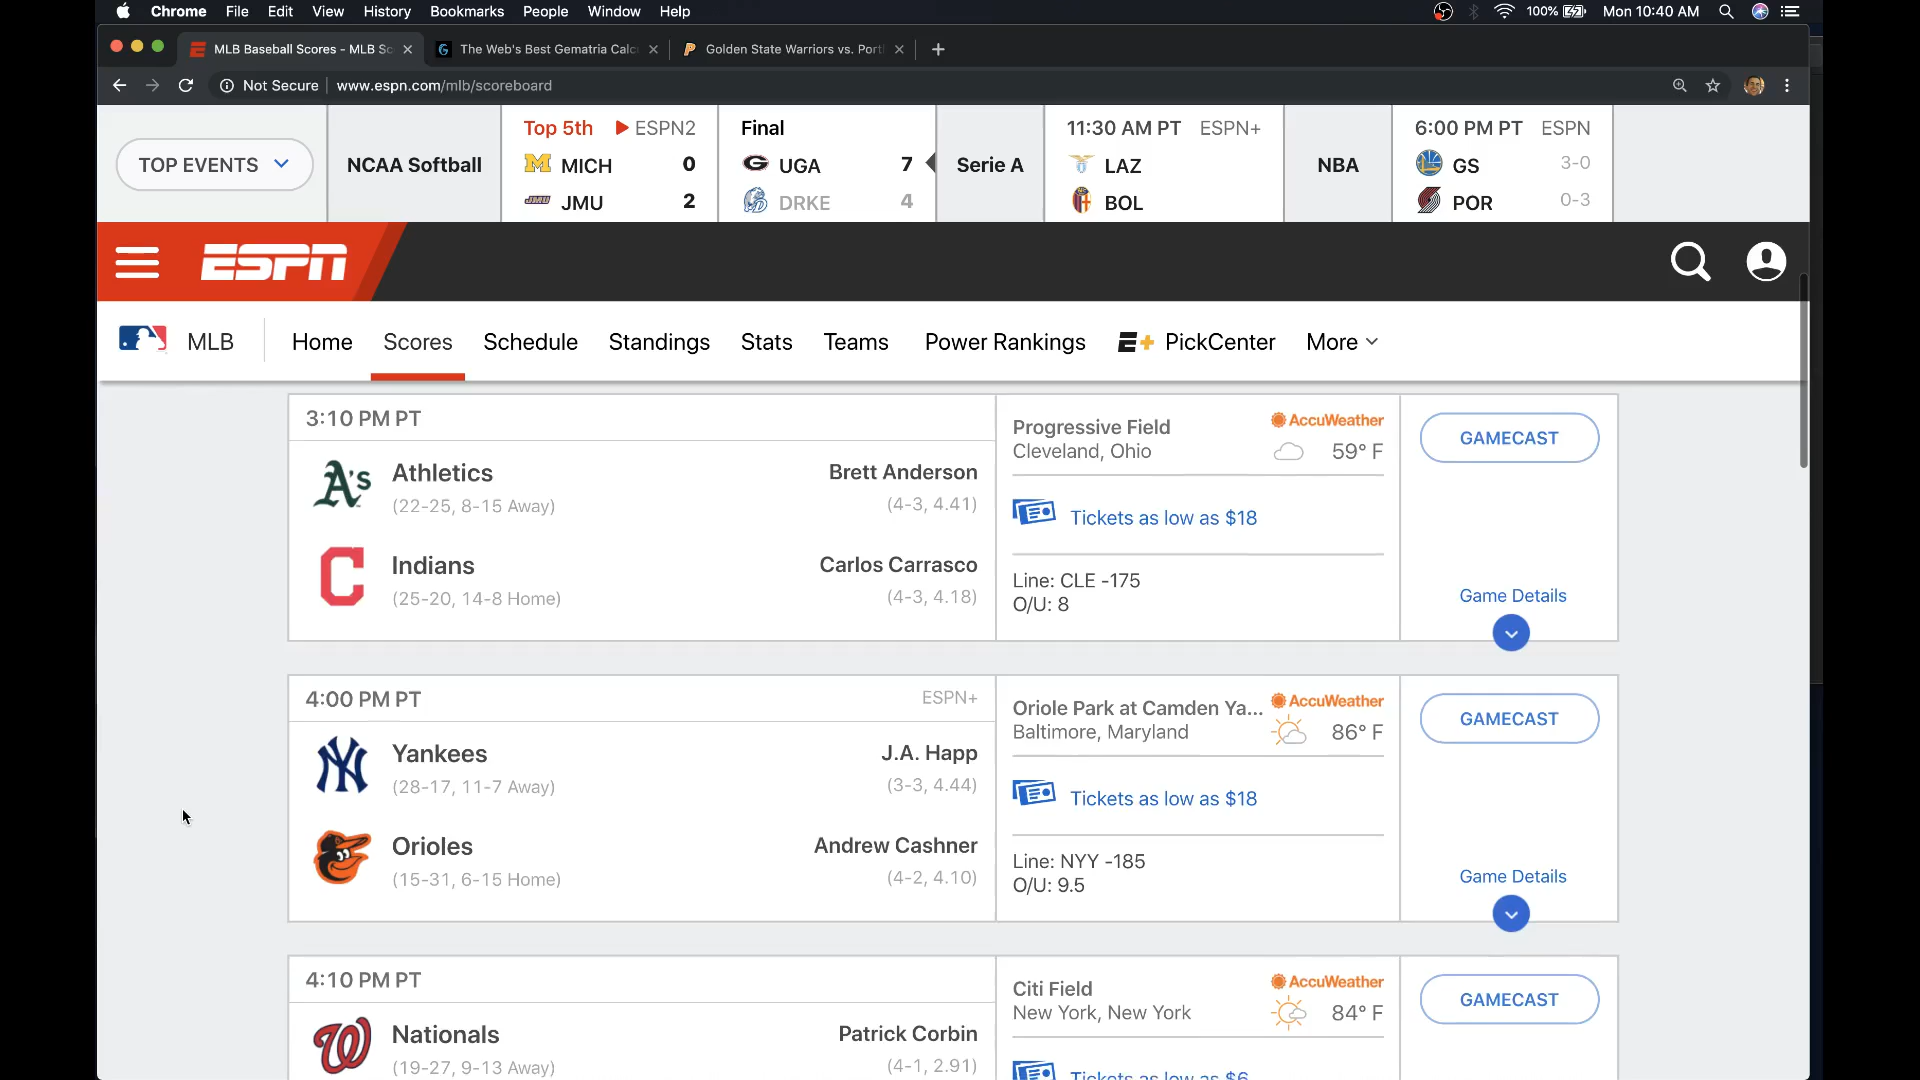 Chrome File Edit View History Bookmarks People Window Help 100% Mon 10:40 AM
MLB Baseball Scores - MLB Sc The Web's Best Gematria Calc Golden State Warriors vs. Port
Not Secure www.espn.com/mlb/scoreboard
TOP EVENTS
NCAA Softball
Top 5th ESPN2
MICH 0
JMU 2
Final
UGA 7
DRKE 4
Serie A
11:30 AM PT ESPN+
LAZ
BOL
NBA
6:00 PM PT ESPN
GS 3-0
POR 0-3
ESPN
MLB Home Scores Schedule Standings Stats Teams Power Rankings E+ PickCenter More
3:10 PM PT
A's Athletics Brett Anderson
(22-25, 8-15 Away) (4-3, 4.41)
C Indians Carlos Carrasco
(25-20, 14-8 Home) (4-3, 4.18)
Progressive Field AccuWeather
Cleveland, Ohio 59° F
Tickets as low as $18
Line: CLE -175
O/U: 8
GAMECAST
Game Details
4:00 PM PT ESPN+
NY Yankees J.A. Happ
(28-17, 11-7 Away) (3-3, 4.44)
Orioles Andrew Cashner
(15-31, 6-15 Home) (4-2, 4.10)
Oriole Park at Camden Ya... AccuWeather
Baltimore, Maryland 86° F
Tickets as low as $18
Line: NYY -185
O/U: 9.5
GAMECAST
Game Details
4:10 PM PT
W Nationals Patrick Corbin
(19-27, 9-13 Away) (4-1, 2.91)
Citi Field AccuWeather
New York, New York 84° F
Tickets as low as $6
GAMECAST